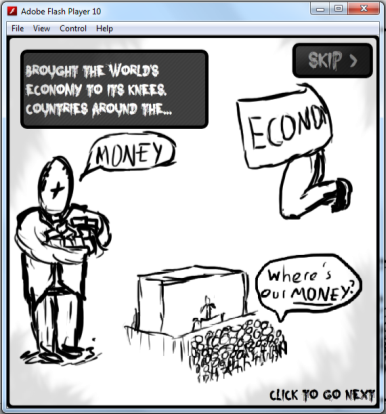 Adobe Flash Player 10
File View Control Help
BROUGHT THE WORLD'S
ECONOMY TO ITS KNEES.
COUNTRIES AROUND THE...
SKIP >
MONEY
ECONOM
Where's
our MONEY?
CLICK TO GO NEXT